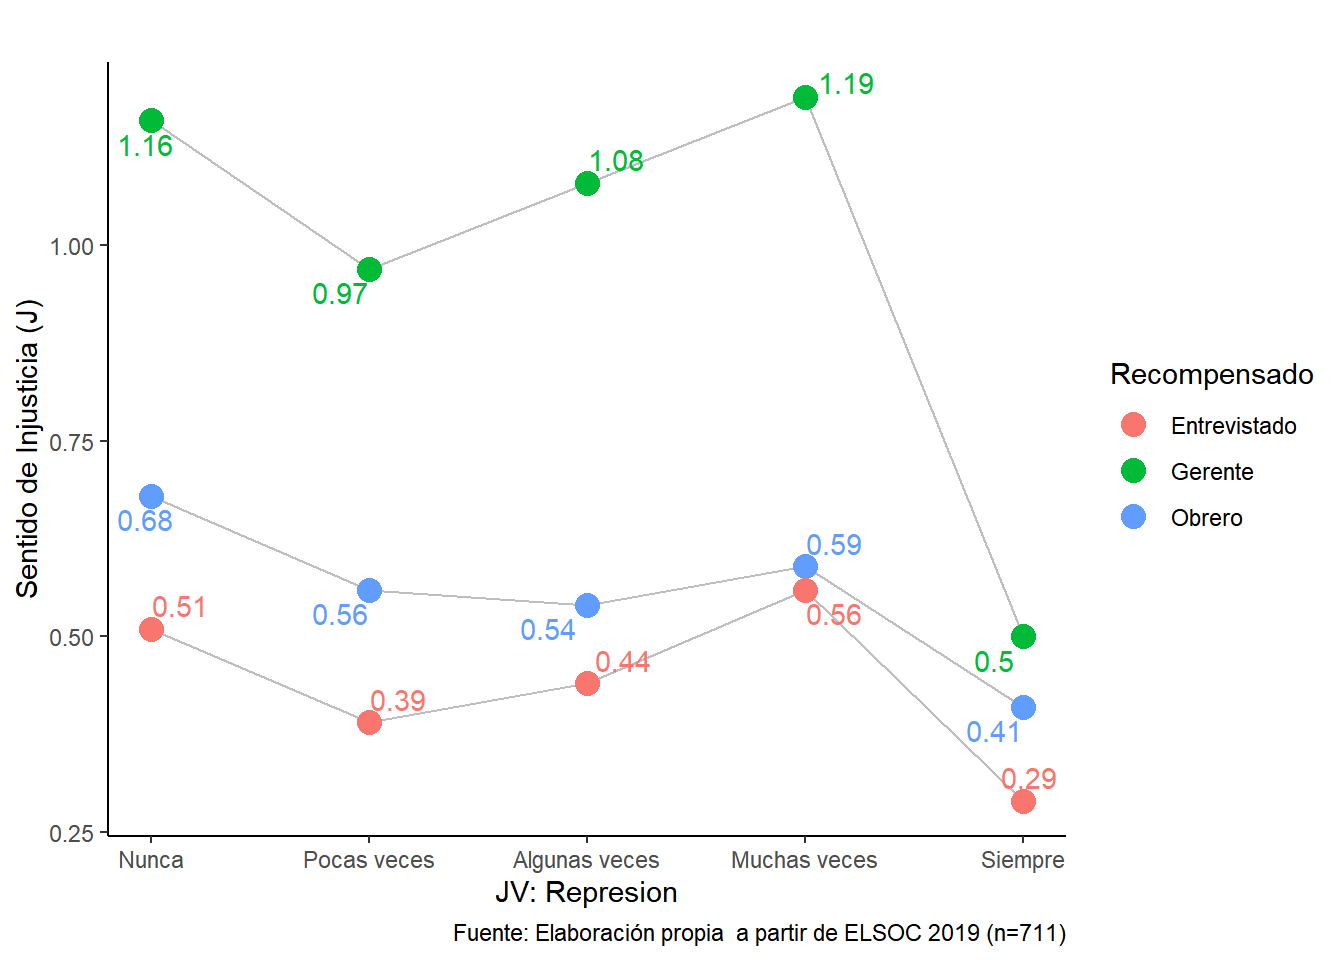 1.19
1.16
1.08
1.00
0.97
Sentido de Injusticia (J)
Recompensado
Entrevistado
Gerente
Obrero
0.75
0.68
0.59
0.51
0.56
0.54
0.56
0.50
0.44
0.5
0.39
0.41
0.29
0.25
Nunca
Pocas veces
Algunas veces
Muchas veces
Siempre
JV: Represion
Fuente: Elaboración propia  a partir de ELSOC 2019 (n=711)